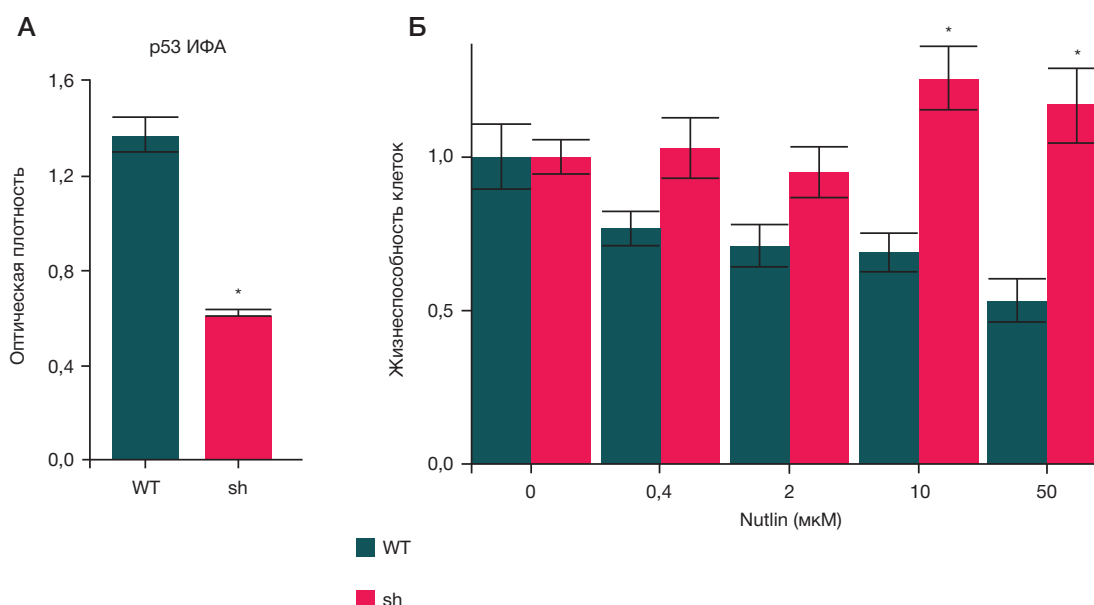 А
р53 ИФА
Оптическая плотность
1,6
1,2
0,8
0,4
0,0
*
WT
sh
Б
Жизнеспособность клеток
1,0
0,5
0,0
*
*
0
0,4
2
10
50
Nutlin (мкМ)
WT
sh